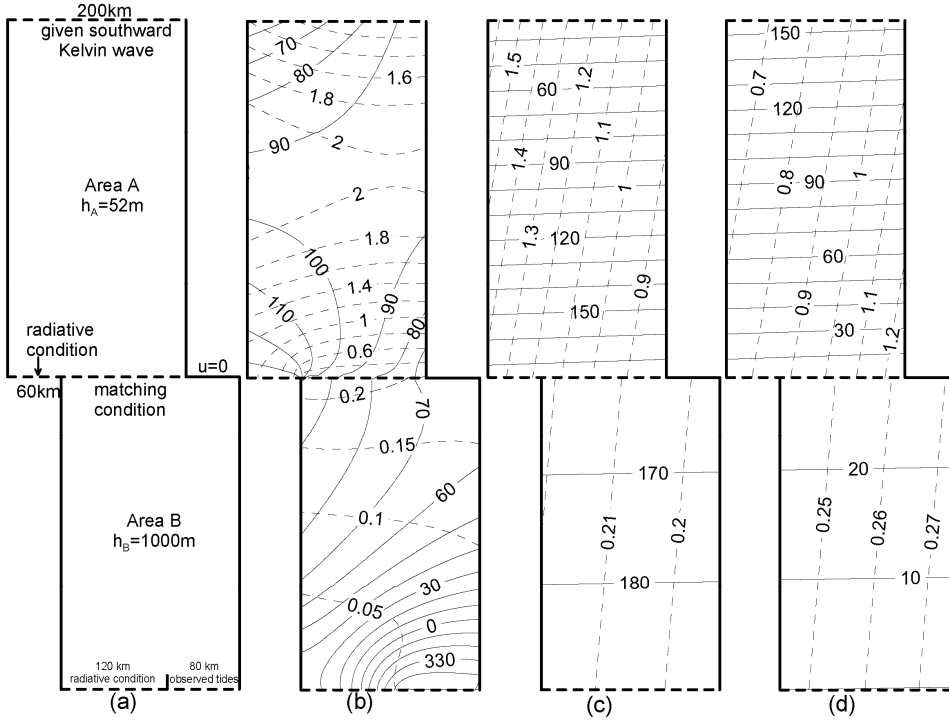 200km
given southward
Kelvin wave
Area A
hA=52m
radiative
condition
u=0
60km
matching
condition
Area B
hB=1000m
120 km
radiative condition
80 km
observed tides
(a)
70
80
1.6
1.8
90
2
2
1.8
100
1.4
110
1
90
0.6
80
0.2
70
0.15
60
0.1
0.05
30
0
330
(b)
1.5
60
1.2
1.1
1.4
90
1
1.3
120
0.9
150
170
0.21
0.2
180
(c)
150
0.7
120
0.8
90
1
60
0.9
1.1
30
1.2
20
0.25
0.26
0.27
10
(d)